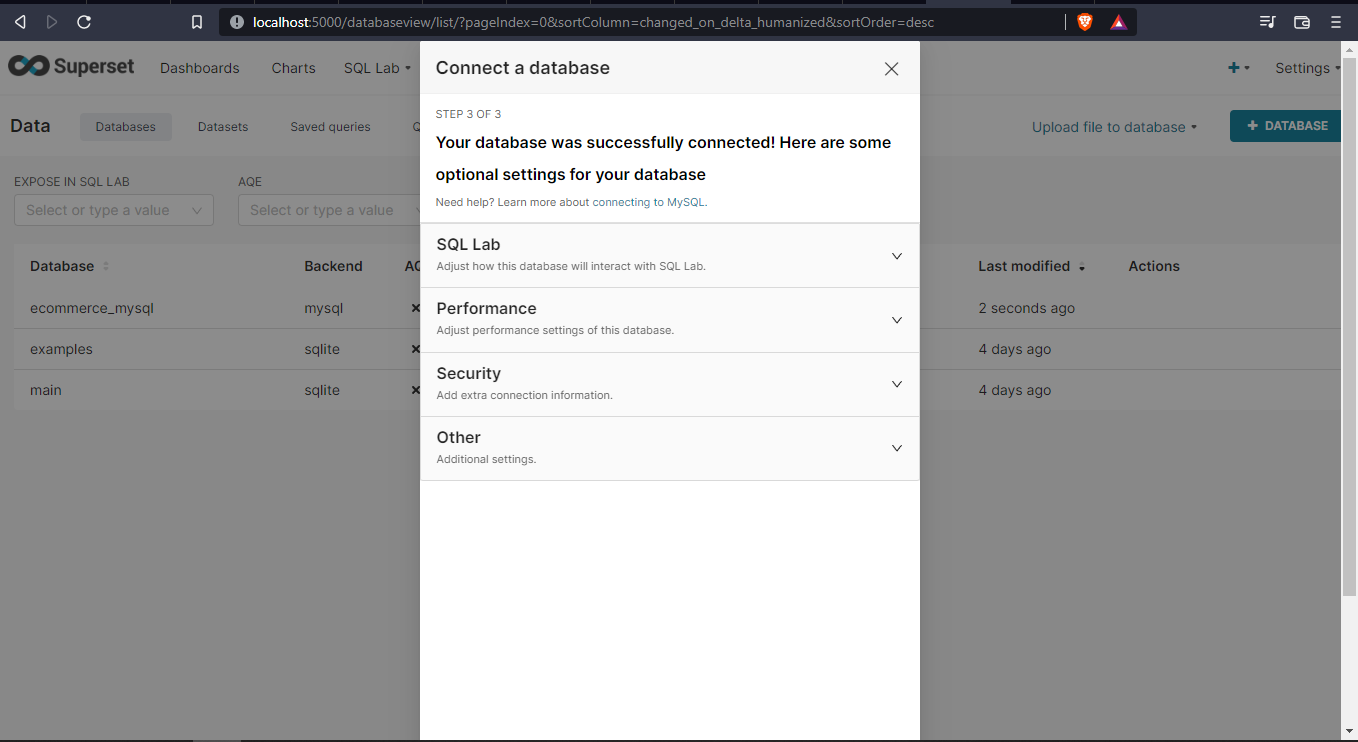 localhost:5000/databaseview/list/?pageIndex=0&sortColumn=changed_on_delta_humanized&sortOrder=desc
Superset Dashboards Charts SQL Lab Settings
Data Databases Datasets Saved queries Upload file to database + DATABASE
EXPOSE IN SQL LAB AQE
Select or type a value Select or type a value
Database Backend Last modified Actions
ecommerce_mysql mysql 2 seconds ago
examples sqlite 4 days ago
main sqlite 4 days ago
Connect a database
STEP 3 OF 3
Your database was successfully connected! Here are some
optional settings for your database
Need help? Learn more about connecting to MySQL.
SQL Lab
Adjust how this database will interact with SQL Lab.
Performance
Adjust performance settings of this database.
Security
Add extra connection information.
Other
Additional settings.